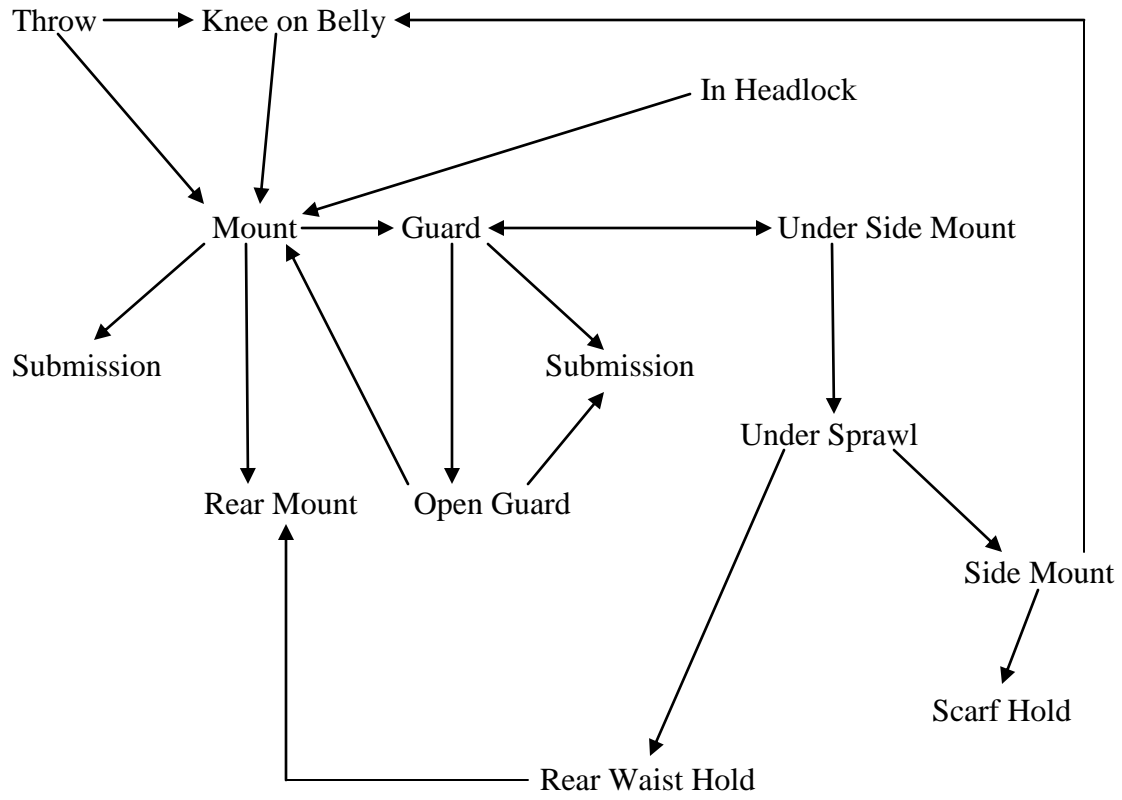 Throw
Knee on Belly
In Headlock
Mount
Guard
Under Side Mount
Submission
Submission
Under Sprawl
Rear Mount
Open Guard
Side Mount
Scarf Hold
Rear Waist Hold